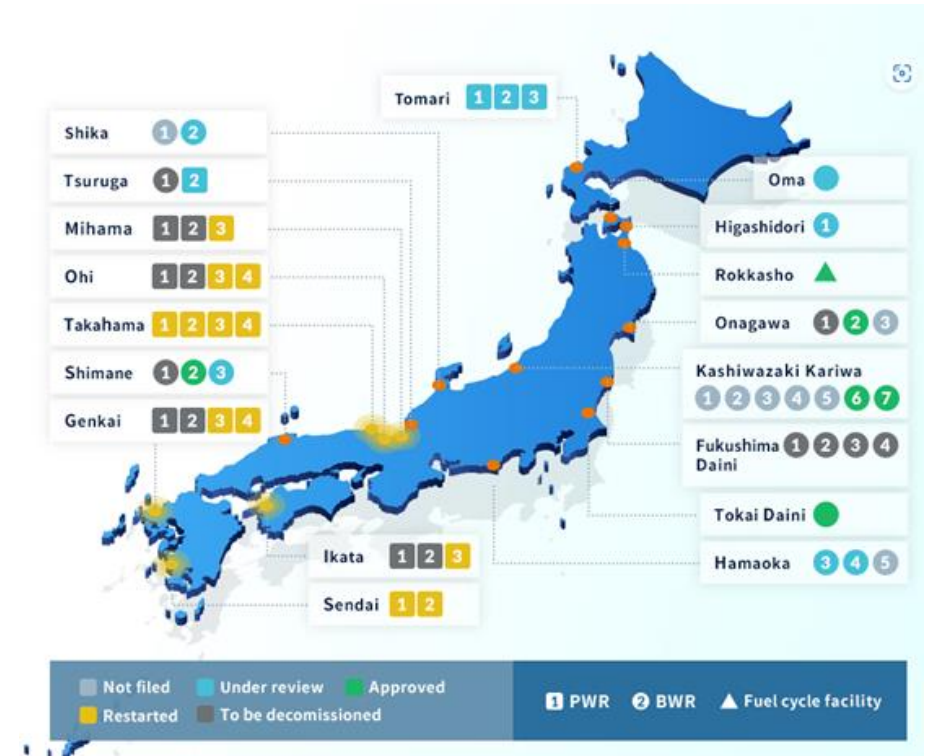 Tomari 1 2 3
Shika 1 2
Tsuruga 1 2
Mihama 1 2 3
Ohi 1 2 3 4
Takahama 1 2 3 4
Shimane 1 2 3
Genkai 1 2 3 4
Oma
Higashidori 1
Rokkasho
Onagawa 1 2 3
Kashiwazaki Kariwa
1 2 3 4 5 6 7
Fukushima 1 2 3 4
Daini
Tokai Daini
Hamaoka 3 4 5
Ikata 1 2 3
Sendai 1 2
Not filed Under review Approved
Restarted To be decomissioned
1 PWR 2 BWR Fuel cycle facility